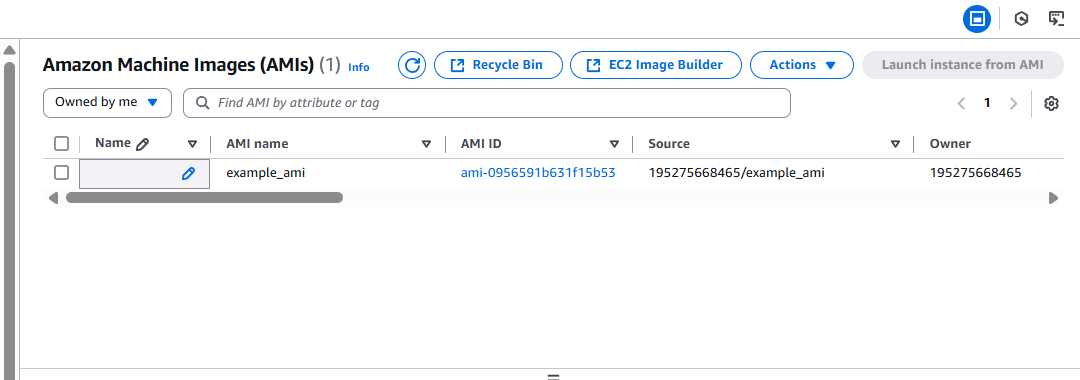 Amazon Machine Images (AMIs) (1) Info Recycle Bin EC2 Image Builder Actions Launch instance from AMI
Owned by me Find AMI by attribute or tag 1
Name AMI name AMI ID Source Owner
example_ami ami-0956591b631f15b53 195275668465/example_ami 195275668465